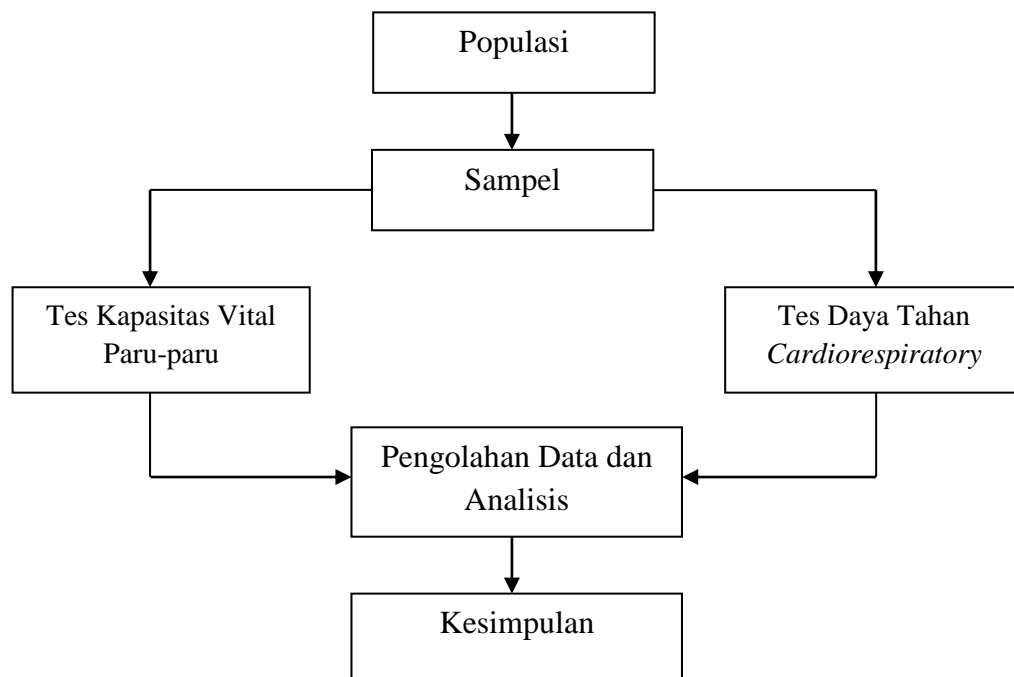 Populasi
Sampel
Tes Kapasitas Vital
Paru-paru
Tes Daya Tahan
Cardiorespiratory
Pengolahan Data dan
Analisis
Kesimpulan